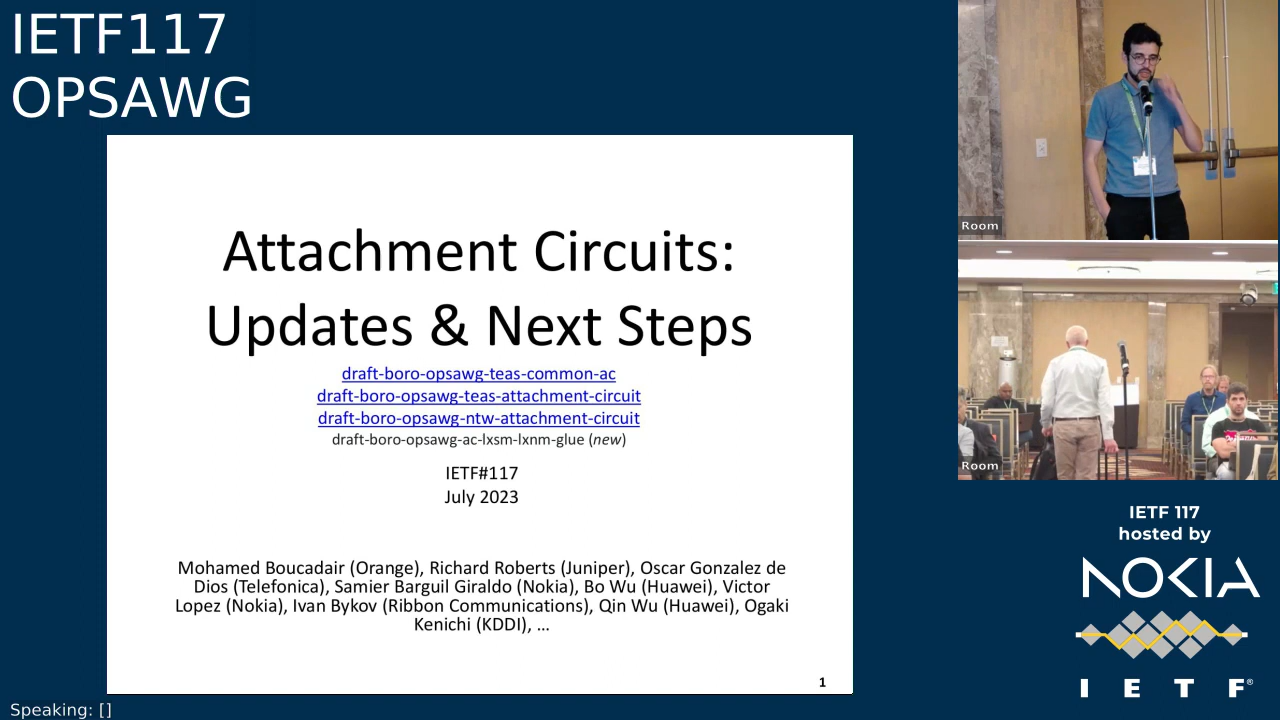 IETF117
OPSAWG
Attachment Circuits:
Updates & Next Steps
draft-boro-opsawg-teas-common-ac
draft-boro-opsawg-teas-attachment-circuit
draft-boro-opsawg-ntw-attachment-circuit
draft-boro-opsawg-ac-lxsm-lxnm-glue (new)
IETF#117
July 2023
Mohamed Boucadair (Orange), Richard Roberts (Juniper), Oscar Gonzalez de
Dios (Telefonica), Samier Barguil Giraldo (Nokia), Bo Wu (Huawei), Victor
Lopez (Nokia), Ivan Bykov (Ribbon Communications), Qin Wu (Huawei), Ogaki
Kenichi (KDDI), ...
1
Room
Room
IETF 117
hosted by
NOKIA
I E T F®
Speaking: []